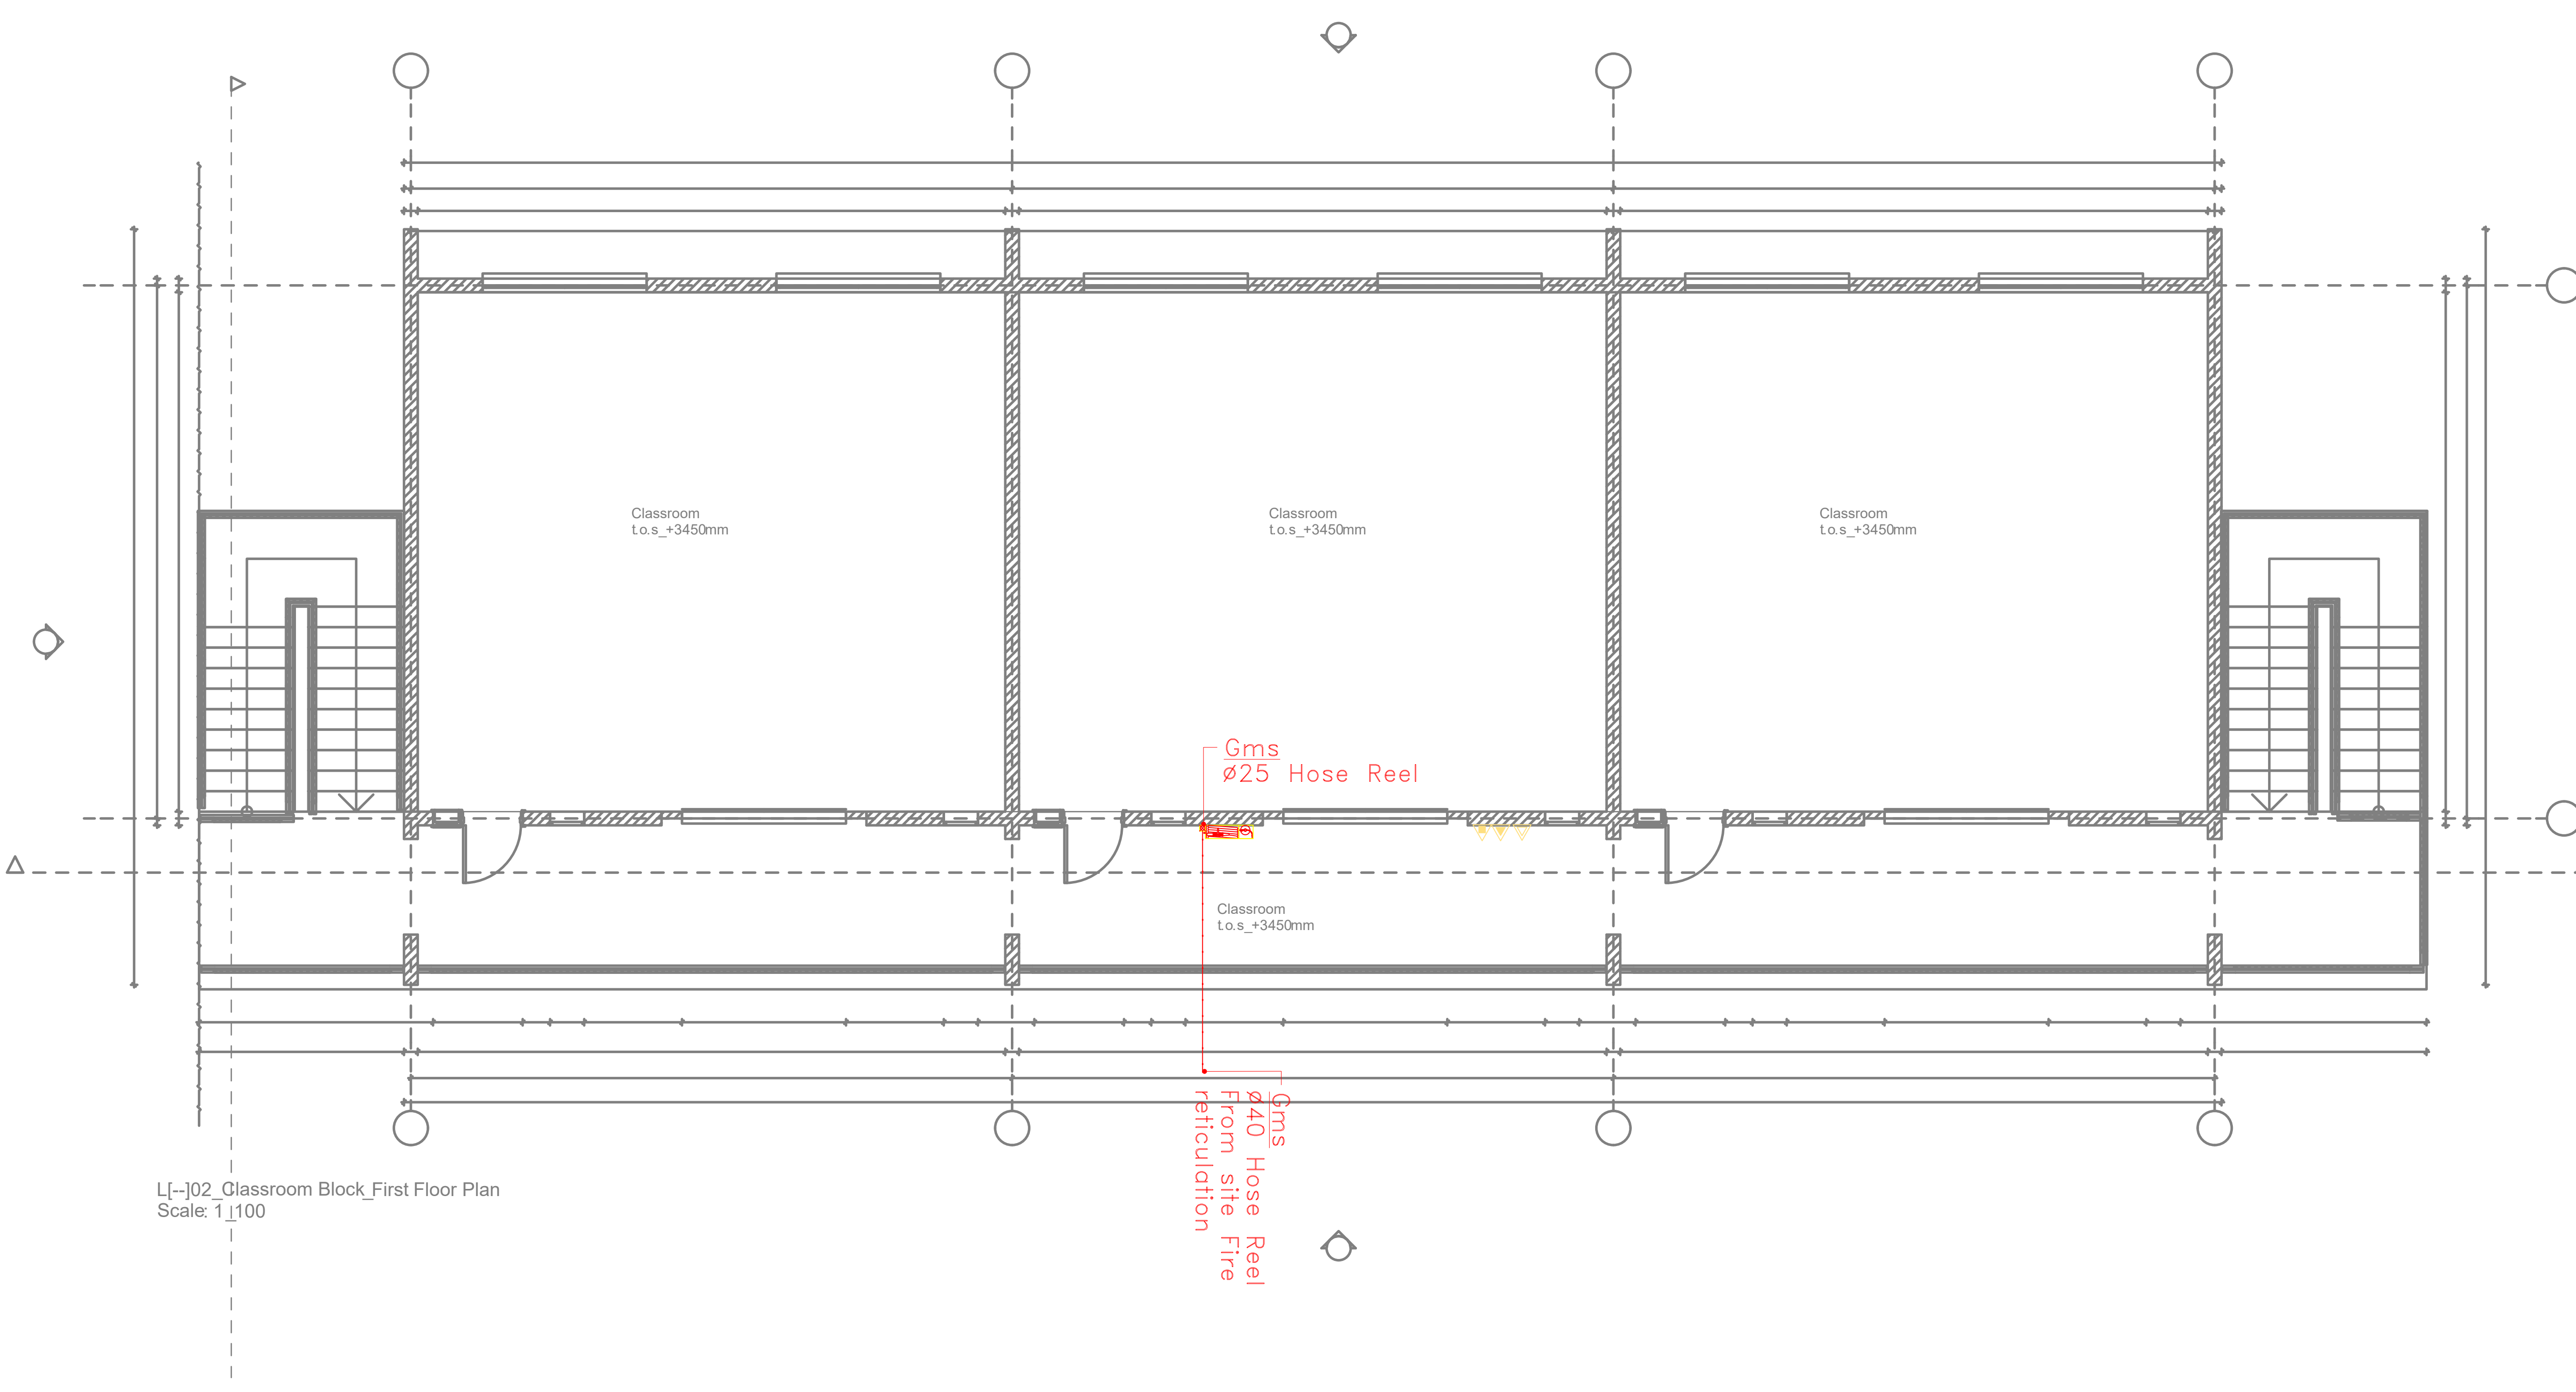 Classroom
t.o.s_+3450mm
Classroom
t.o.s_+3450mm
Classroom
t.o.s_+3450mm
Gms
ø25 Hose Reel
Classroom
t.o.s_+3450mm
Gms
ø40 Hose Reel
From site Fire
reticulation
L[--]02_Classroom Block_First Floor Plan
Scale: 1_100